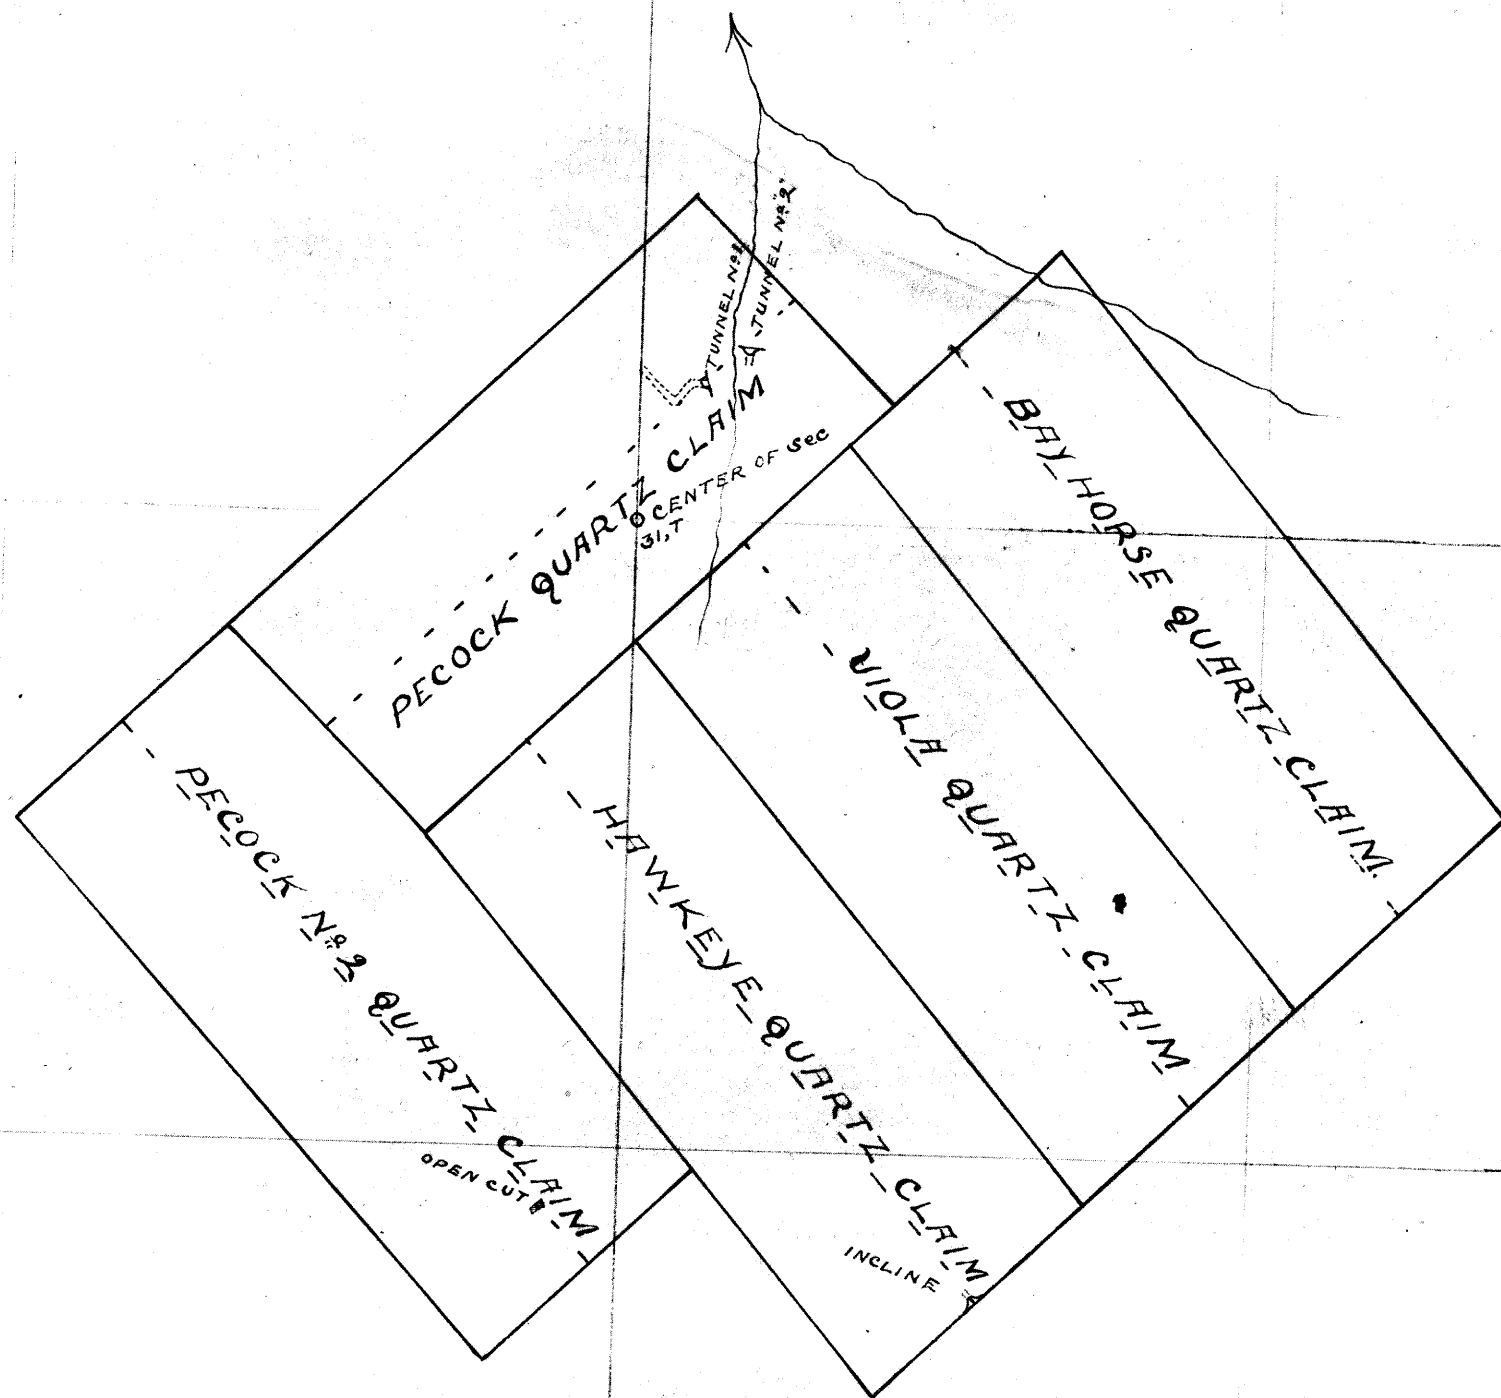 TUNNEL Nº 1
TUNNEL Nº "2"
PECOCK QUARTZ CLAIM
CENTER OF Sec
31,T
BAY HORSE QUARTZ CLAIM.
VIOLA QUARTZ CLAIM
HAWKEYE QUARTZ CLAIM
INCLINE
PECOCK Nº 2 QUARTZ CLAIM
OPEN CUT